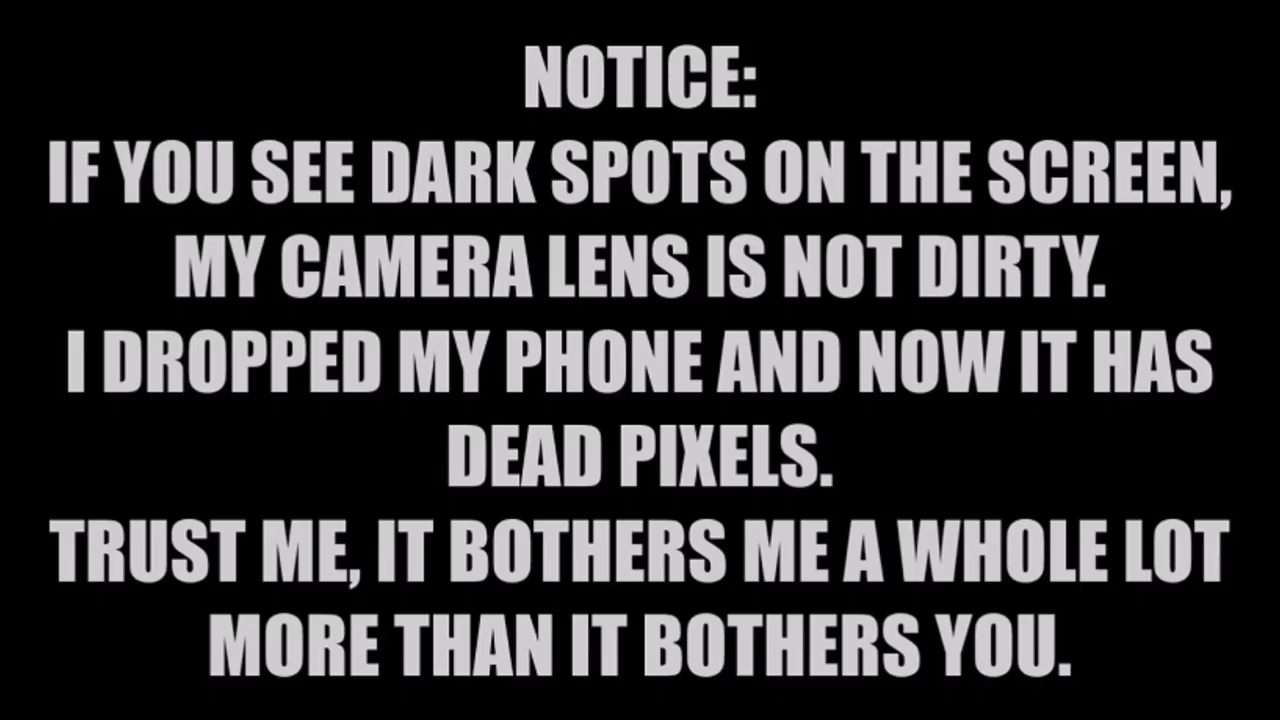 NOTICE:
IF YOU SEE DARK SPOTS ON THE SCREEN,
MY CAMERA LENS IS NOT DIRTY.
I DROPPED MY PHONE AND NOW IT HAS
DEAD PIXELS.
TRUST ME, IT BOTHERS ME A WHOLE LOT
MORE THAN IT BOTHERS YOU.